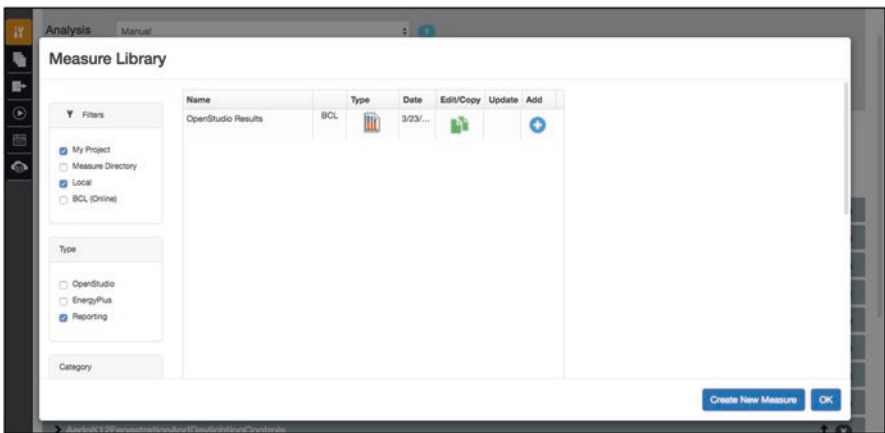 Analysis Manual ?
Measure Library
Filters
My Project
Measure Directory
Local
BCL (Online)
Type
OpenStudio
EnergyPlus
Reporting
Category
Name Type Date Edit/Copy Update Add
OpenStudio Results BCL 3/23/...
Create New Measure OK
AedgK12FenestrationAndDaylightingControls